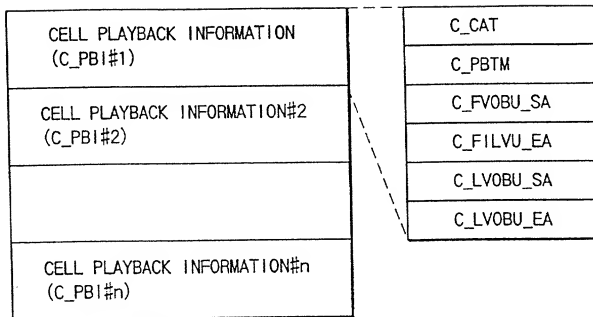 CELL PLAYBACK INFORMATION
(C_PBI#1)
CELL PLAYBACK INFORMATION#2
(C_PBI#2)
CELL PLAYBACK INFORMATION#n
(C_PBI#n)
C_CAT
C_PBTM
C_FVOBU_SA
C_FILVU_EA
C_LVOBU_SA
C_LVOBU_EA